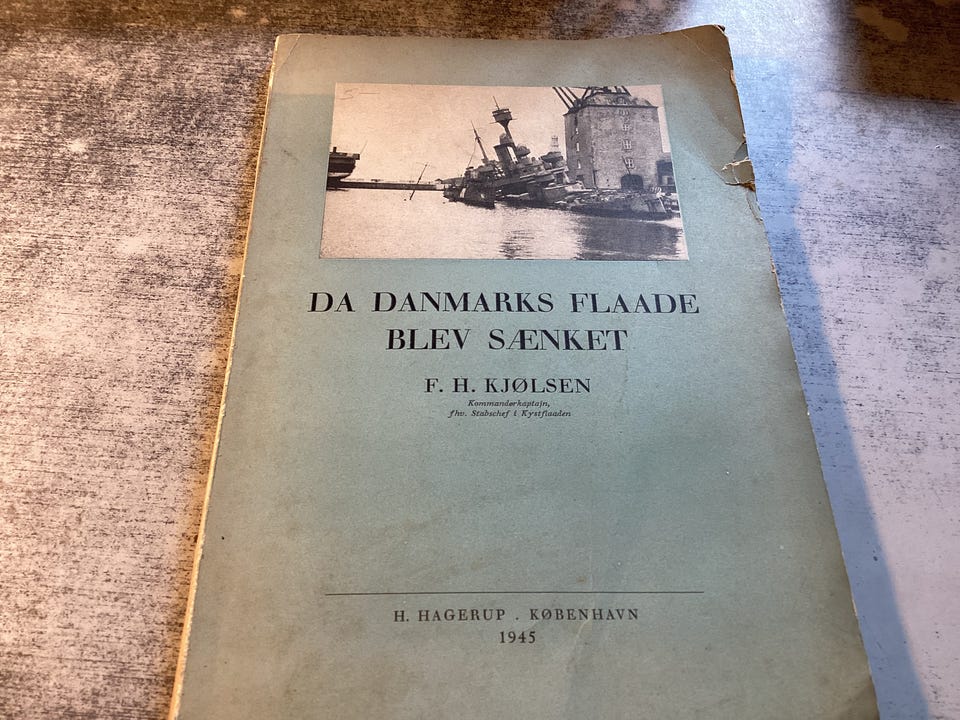 DA DANMARKS FLAADE
BLEV SÆNKET
F. H. KJØLSEN
Kommandørkaptajn,
fhv. Stabschef i Kystflaaden
H. HAGERUP . KØBENHAVN
1945